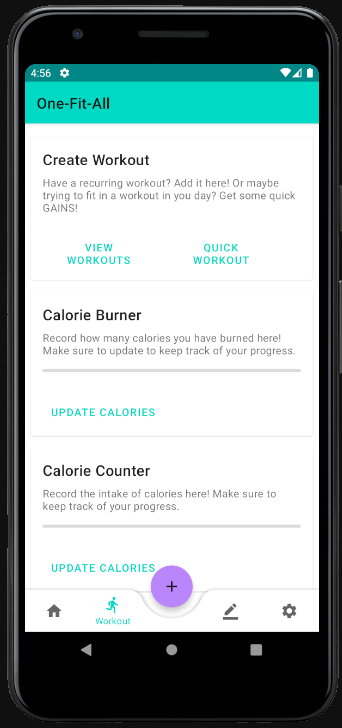 4:56
One-Fit-All
Create Workout
Have a recurring workout? Add it here! Or maybe
trying to fit in a workout in you day? Get some quick
GAINS!
VIEW
WORKOUTS
QUICK
WORKOUT
Calorie Burner
Record how many calories you have burned here!
Make sure to update to keep track of your progress.
UPDATE CALORIES
Calorie Counter
Record the intake of calories here! Make sure to
keep track of your progress.
UPDATE CALORIES
+
Workout